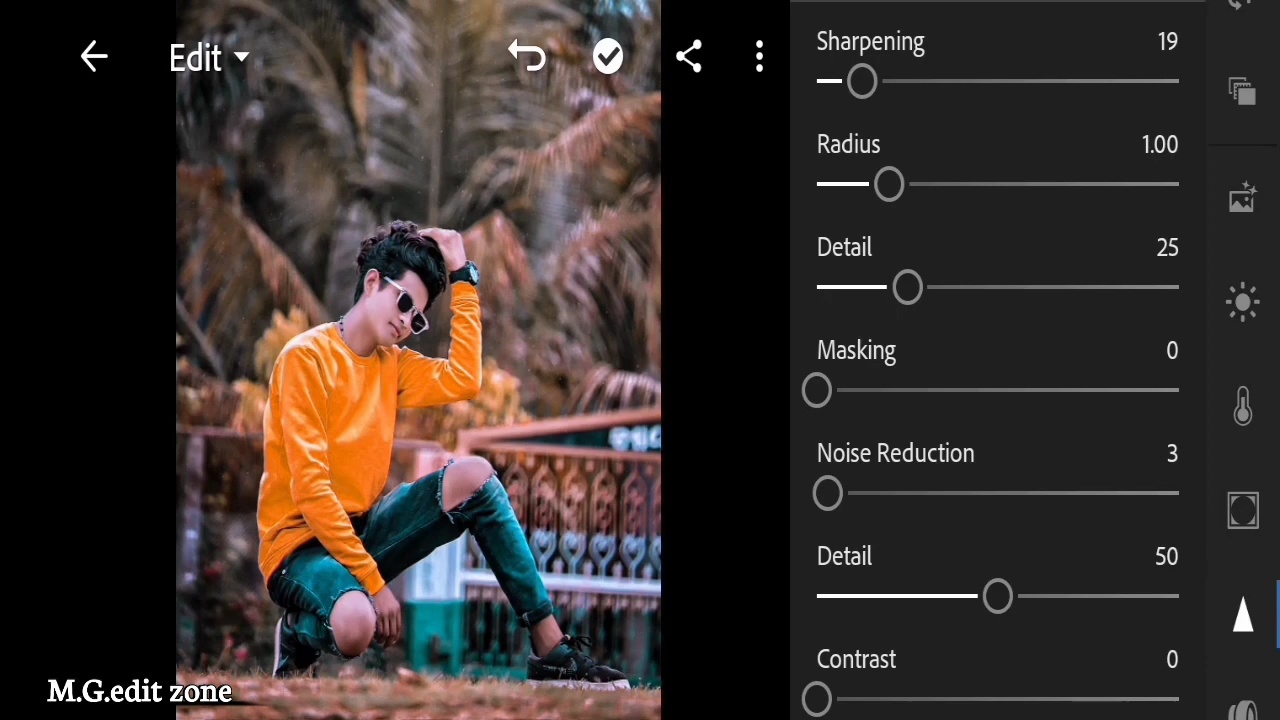 Edit
Sharpening 19
Radius 1.00
Detail 25
Masking 0
Noise Reduction 3
Detail 50
Contrast 0
M.G.edit zone